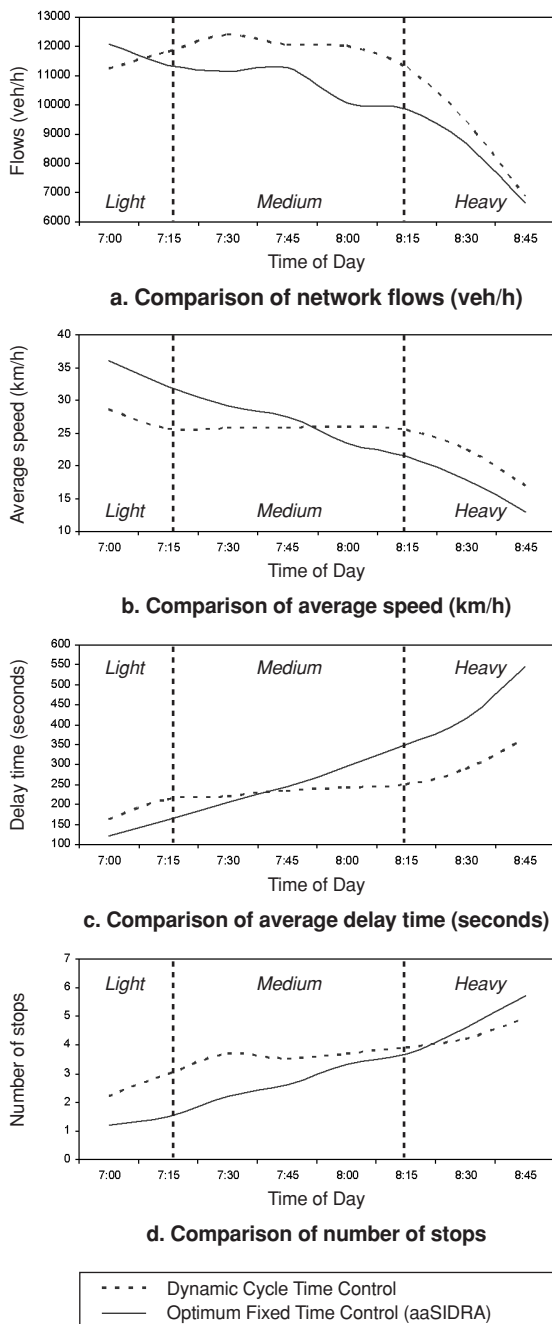 13000
12000
11000
10000
9000
8000
7000
6000
Flows (veh/h)
Light Medium Heavy
7:00 7:15 7:30 7:45 8:00 8:15 8:30 8:45
Time of Day
a. Comparison of network flows (veh/h)
40
35
30
25
20
15
10
Average speed (km/h)
Light Medium Heavy
7:00 7:15 7:30 7:45 8:00 8:15 8:30 8:45
Time of Day
b. Comparison of average speed (km/h)
600
550
500
450
400
350
300
250
200
150
100
Delay time (seconds)
Light Medium Heavy
7:00 7:15 7:30 7:45 8:00 8:15 8:30 8:45
Time of Day
c. Comparison of average delay time (seconds)
7
6
5
4
3
2
1
0
Number of stops
Light Medium Heavy
7:00 7:15 7:30 7:45 8:00 8:15 8:30 8:45
Time of Day
d. Comparison of number of stops
Dynamic Cycle Time Control
Optimum Fixed Time Control (aaSIDRA)